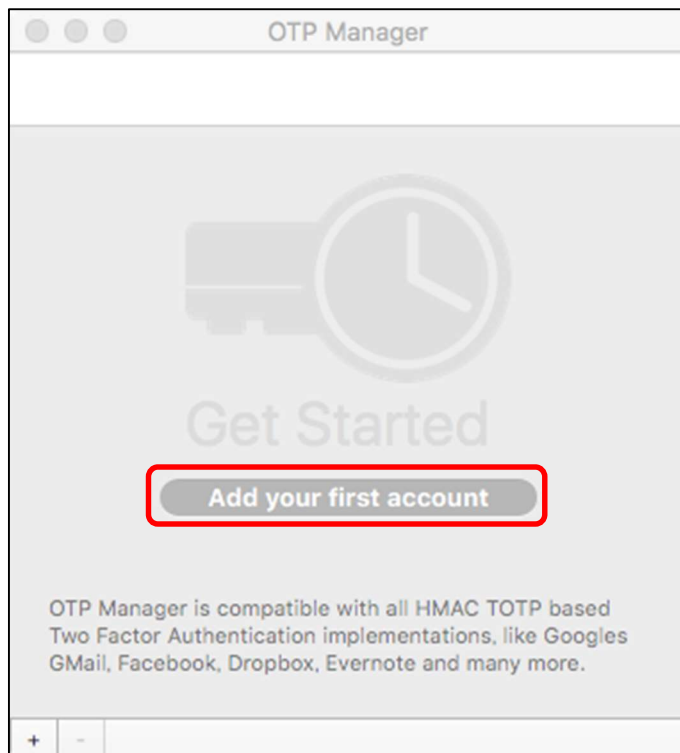 OTP Manager
Get Started
Add your first account
OTP Manager is compatible with all HMAC TOTP based
Two Factor Authentication implementations, like Googles
GMail, Facebook, Dropbox, Evernote and many more.
+ -